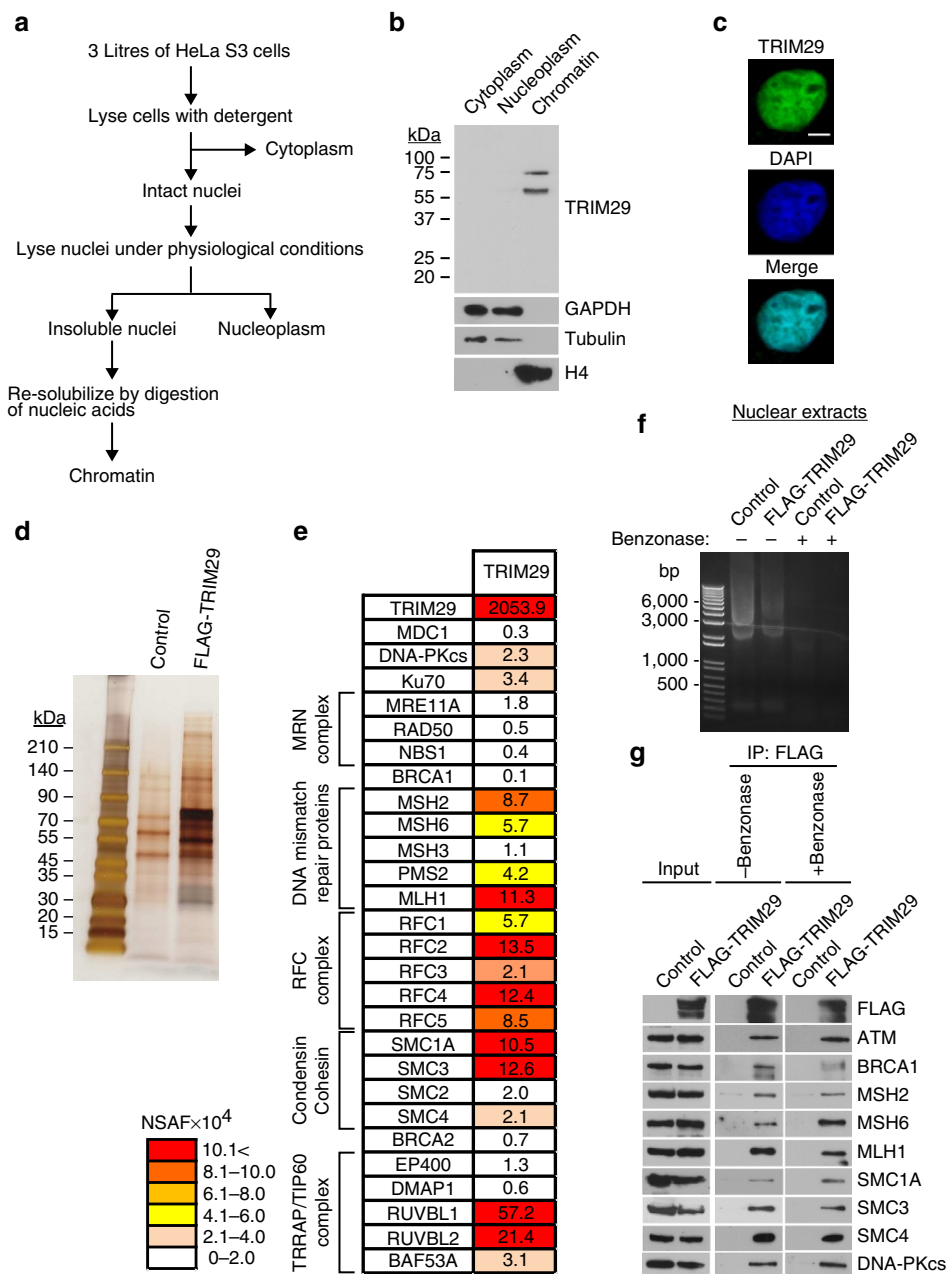 a
3 Litres of HeLa S3 cells
Lyse cells with detergent
Cytoplasm
Intact nuclei
Lyse nuclei under physiological conditions
Insoluble nuclei
Nucleoplasm
Re-solubilize by digestion
of nucleic acids
Chromatin
b
Cytoplasm
Nucleoplasm
Chromatin
kDa
100
75
55
37
25
20
TRIM29
GAPDH
Tubulin
H4
c
TRIM29
DAPI
Merge
d
Control
FLAG-TRIM29
kDa
210
140
90
70
55
45
35
30
20
15
e
TRIM29
TRIM29 2053.9
MDC1 0.3
DNA-PKcs 2.3
Ku70 3.4
MRN
complex
MRE11A 1.8
RAD50 0.5
NBS1 0.4
BRCA1 0.1
DNA mismatch
repair proteins
MSH2 8.7
MSH6 5.7
MSH3 1.1
PMS2 4.2
MLH1 11.3
RFC
complex
RFC1 5.7
RFC2 13.5
RFC3 2.1
RFC4 12.4
RFC5 8.5
Condensin
Cohesin
SMC1A 10.5
SMC3 12.6
SMC2 2.0
SMC4 2.1
BRCA2 0.7
TRRAP/TIP60
complex
EP400 1.3
DMAP1 0.6
RUVBL1 57.2
RUVBL2 21.4
BAF53A 3.1
NSAF×10⁴
10.1<
8.1–10.0
6.1–8.0
4.1–6.0
2.1–4.0
0–2.0
f
Nuclear extracts
Control
FLAG-TRIM29
Control
FLAG-TRIM29
Benzonase: – – + +
bp
6,000
3,000
1,000
500
g
IP: FLAG
Input
–Benzonase
+Benzonase
Control
FLAG-TRIM29
Control
FLAG-TRIM29
Control
FLAG-TRIM29
FLAG
ATM
BRCA1
MSH2
MSH6
MLH1
SMC1A
SMC3
SMC4
DNA-PKcs